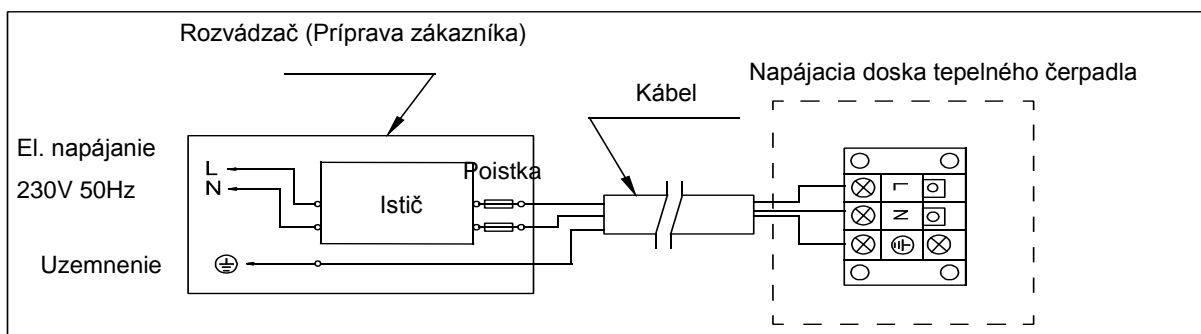 Rozvádzač (Príprava zákazníka)
Napájacia doska tepelného čerpadla
Kábel
El. napájanie
230V 50Hz
L
N
Poistka
Istič
Uzemnenie
L
N